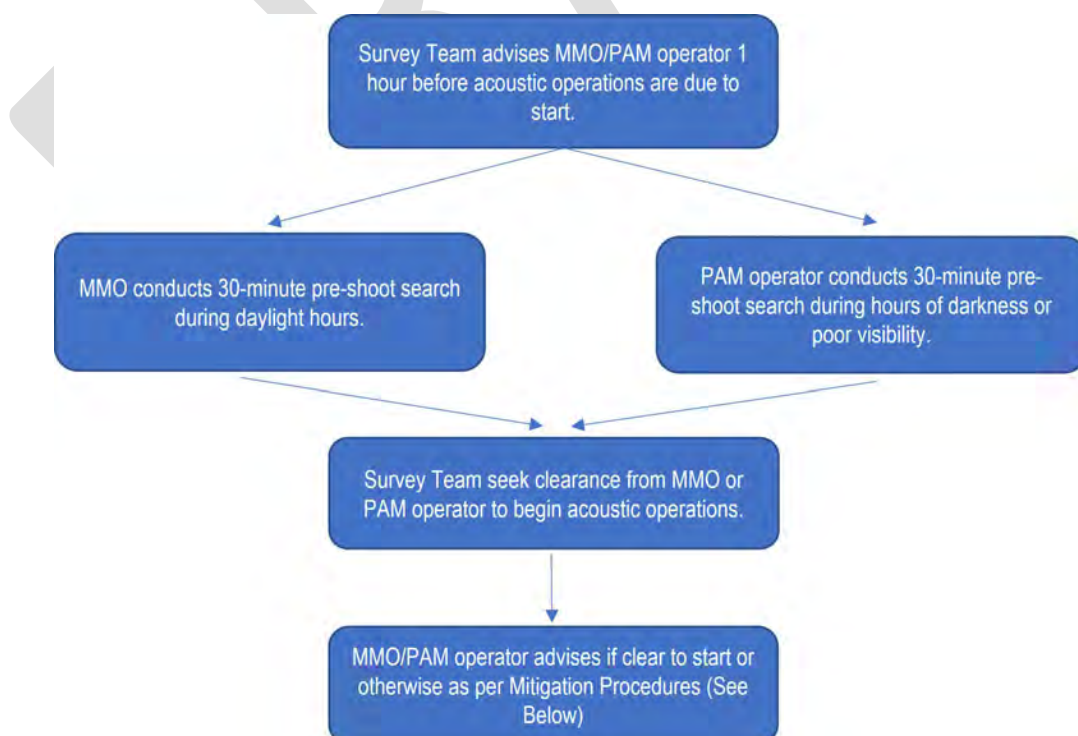 Survey Team advises MMO/PAM operator 1
hour before acoustic operations are due to
start.
MMO conducts 30-minute pre-shoot search
during daylight hours.
PAM operator conducts 30-minute pre-
shoot search during hours of darkness or
poor visibility.
Survey Team seek clearance from MMO or
PAM operator to begin acoustic operations.
MMO/PAM operator advises if clear to start or
otherwise as per Mitigation Procedures (See
Below)